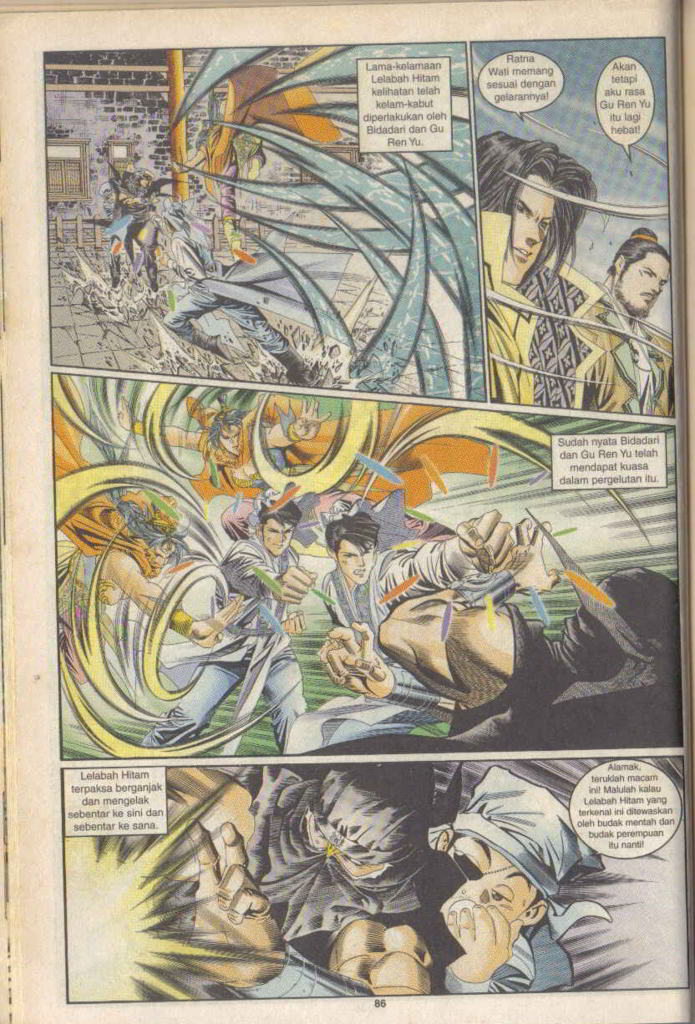 Lama-kelamaan
Lelabah Hitam
kelihatan telah
kelam-kabut
diperlakukan oleh
Bidadari dan Gu
Ren Yu.
Ratna
Wati memang
sesuai dengan
gelarannya!
Akan
tetapi
aku rasa
Gu Ren Yu
itu lagi
hebat!
Sudah nyata Bidadari
dan Gu Ren Yu telah
mendapat kuasa
dalam pergelutan itu.
Lelabah Hitam
terpaksa berganjak
dan mengelak
sebentar ke sini dan
sebentar ke sana.
Alamak,
teruklah macam
ini! Malulah kalau
Lelabah Hitam yang
terkenal ini ditewaskan
oleh budak mentah dan
budak perempuan
itu nanti!
86